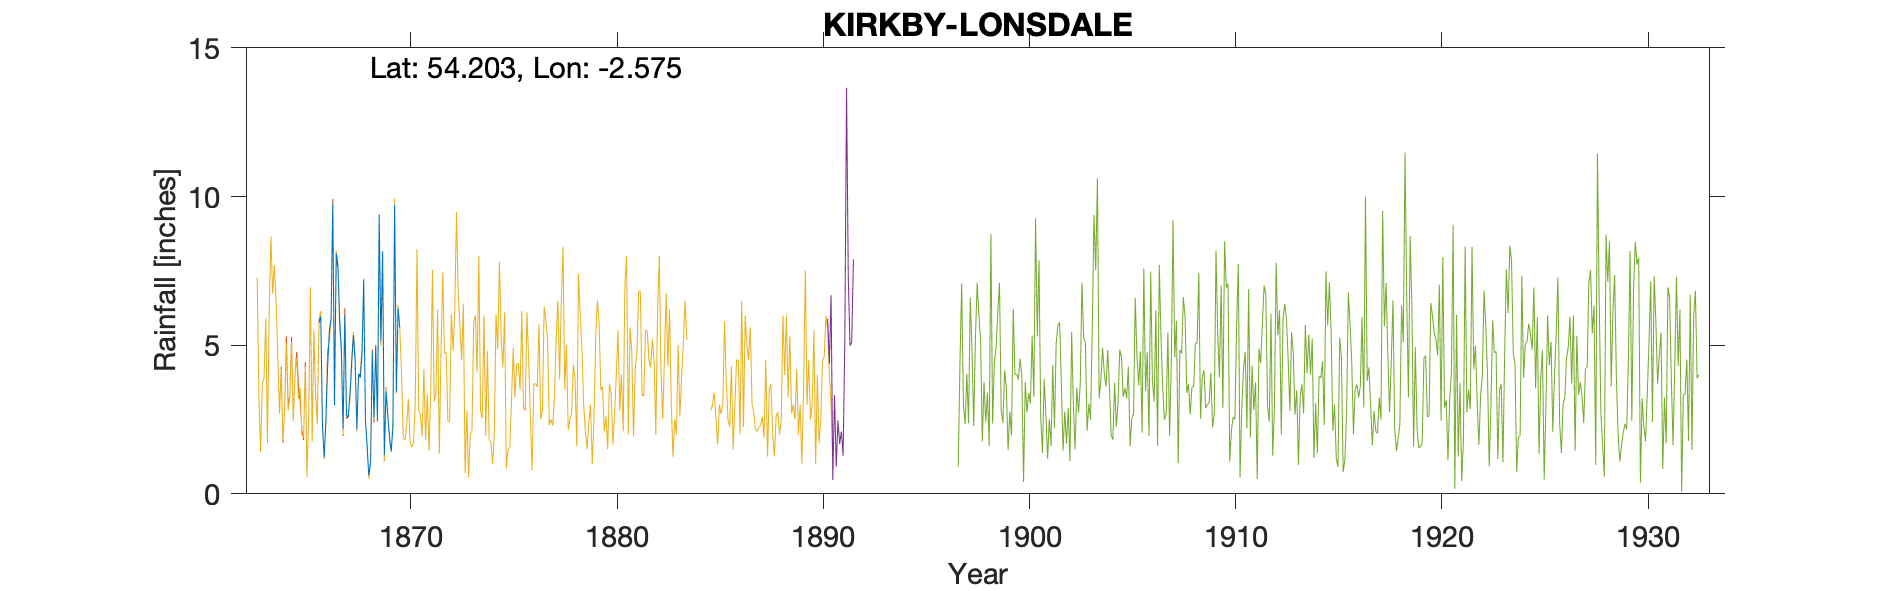 KIRKBY-LONSDALE
Lat: 54.203, Lon: -2.575
Rainfall [inches]
15
10
5
0
1870 1880 1890 1900 1910 1920 1930
Year